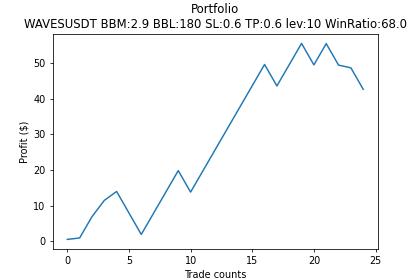 Portfolio
WAVESUSDT BBM:2.9 BBL:180 SL:0.6 TP:0.6 lev:10 WinRatio:68.0
Profit ($)
50
40
30
20
10
0
0 5 10 15 20 25
Trade counts